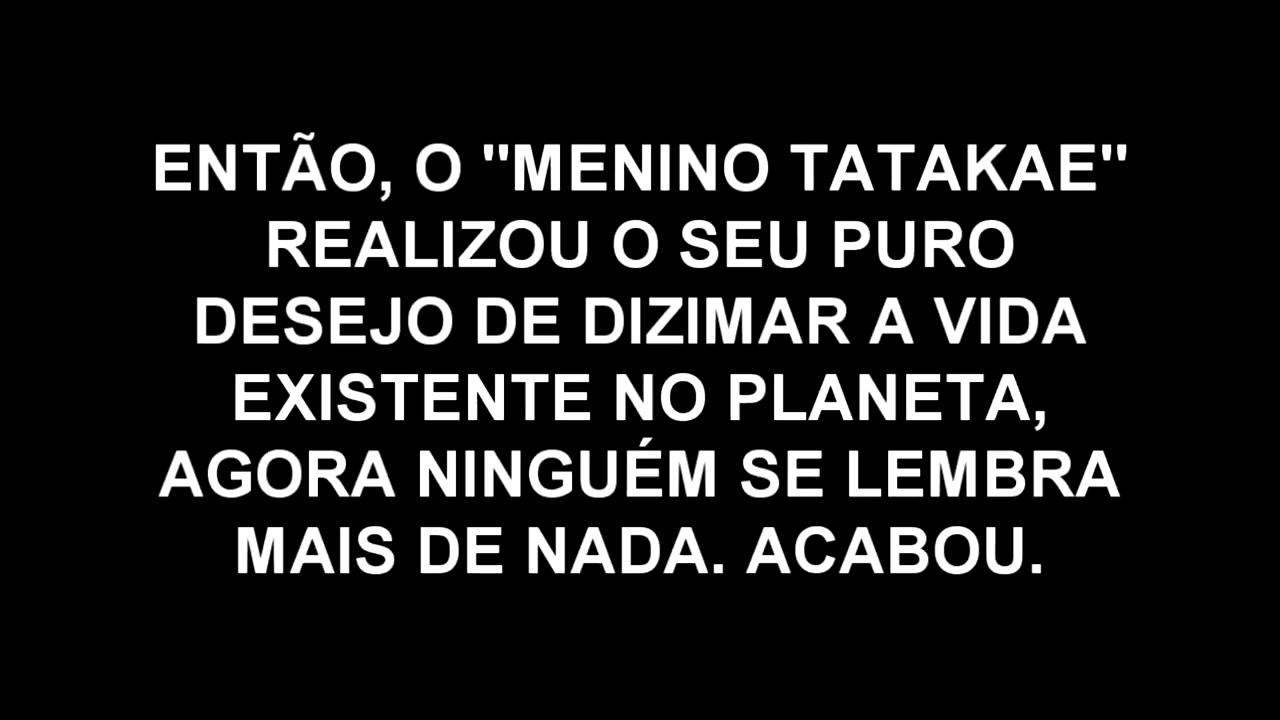 ENTÃO, O "MENINO TATAKAE"
REALIZOU O SEU PURO
DESEJO DE DIZIMAR A VIDA
EXISTENTE NO PLANETA,
AGORA NINGUÉM SE LEMBRA
MAIS DE NADA. ACABOU.